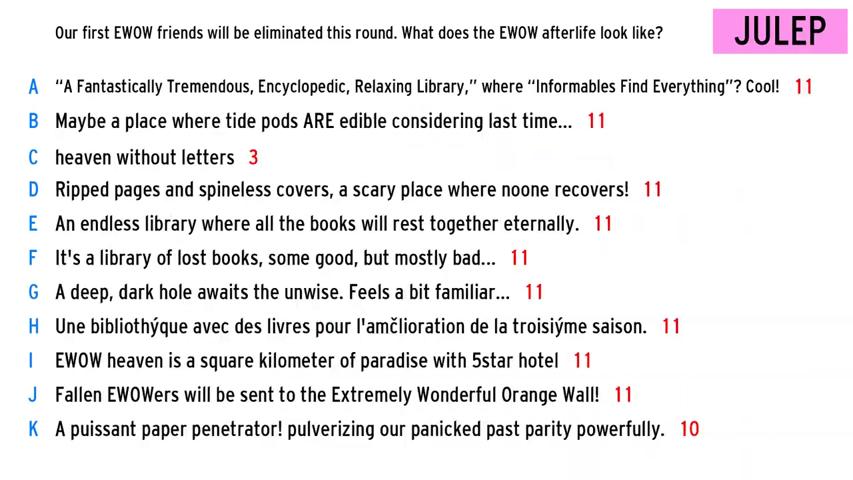 Our first EWOW friends will be eliminated this round. What does the EWOW afterlife look like?
JULEP
A “A Fantastically Tremendous, Encyclopedic, Relaxing Library,” where “Informables Find Everything”? Cool! 11
B Maybe a place where tide pods ARE edible considering last time... 11
C heaven without letters 3
D Ripped pages and spineless covers, a scary place where noone recovers! 11
E An endless library where all the books will rest together eternally. 11
F It's a library of lost books, some good, but mostly bad... 11
G A deep, dark hole awaits the unwise. Feels a bit familiar... 11
H Une bibliothýque avec des livres pour l'amčlioration de la troisiýme saison. 11
I EWOW heaven is a square kilometer of paradise with 5star hotel 11
J Fallen EWOWers will be sent to the Extremely Wonderful Orange Wall! 11
K A puissant paper penetrator! pulverizing our panicked past parity powerfully. 10